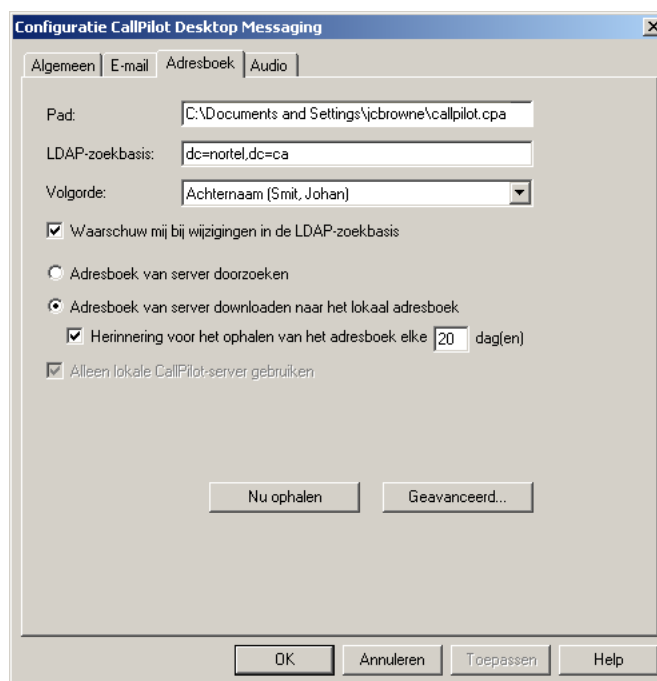 Configuratie CallPilot Desktop Messaging
Algemeen E-mail Adresboek Audio
Pad: C:\Documents and Settings\jcbrowne\callpilot.cpa
LDAP-zoekbasis: dc=nortel,dc=ca
Volgorde: Achternaam (Smit, Johan)
Waarschuw mij bij wijzigingen in de LDAP-zoekbasis
Adresboek van server doorzoeken
Adresboek van server downloaden naar het lokaal adresboek
Herinnering voor het ophalen van het adresboek elke 20 dag(en)
Alleen lokale CallPilot-server gebruiken
Nu ophalen Geavanceerd...
OK Annuleren Toepassen Help